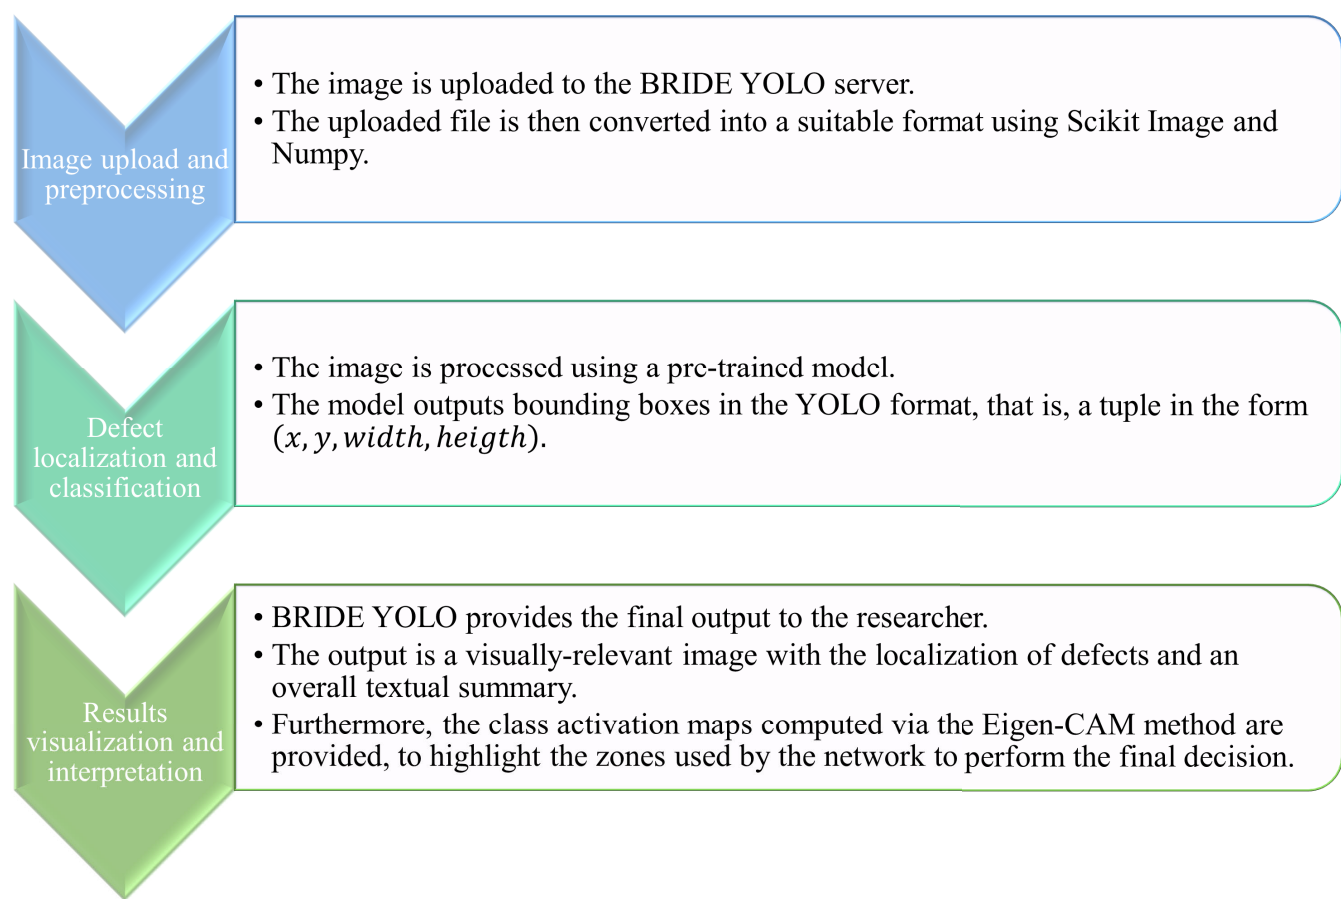 Image upload and
preprocessing
• The image is uploaded to the BRIDE YOLO server.
• The uploaded file is then converted into a suitable format using Scikit Image and
Numpy.
Defect
localization and
classification
• The image is processed using a pre-trained model.
• The model outputs bounding boxes in the YOLO format, that is, a tuple in the form
(x, y, width, heigth).
Results
visualization and
interpretation
• BRIDE YOLO provides the final output to the researcher.
• The output is a visually-relevant image with the localization of defects and an
overall textual summary.
• Furthermore, the class activation maps computed via the Eigen-CAM method are
provided, to highlight the zones used by the network to perform the final decision.